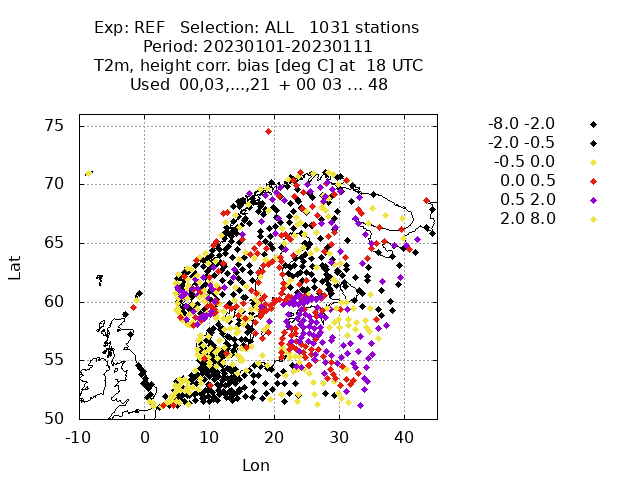 Exp: REF   Selection: ALL   1031 stations
Period: 20230101-20230111
T2m, height corr. bias [deg C] at  18 UTC
Used  00,03,...,21  + 00 03 ... 48
-8.0 -2.0
-2.0 -0.5
-0.5 0.0
0.0 0.5
0.5 2.0
2.0 8.0
75
70
65
60
55
50
Lat
-10 0 10 20 30 40
Lon